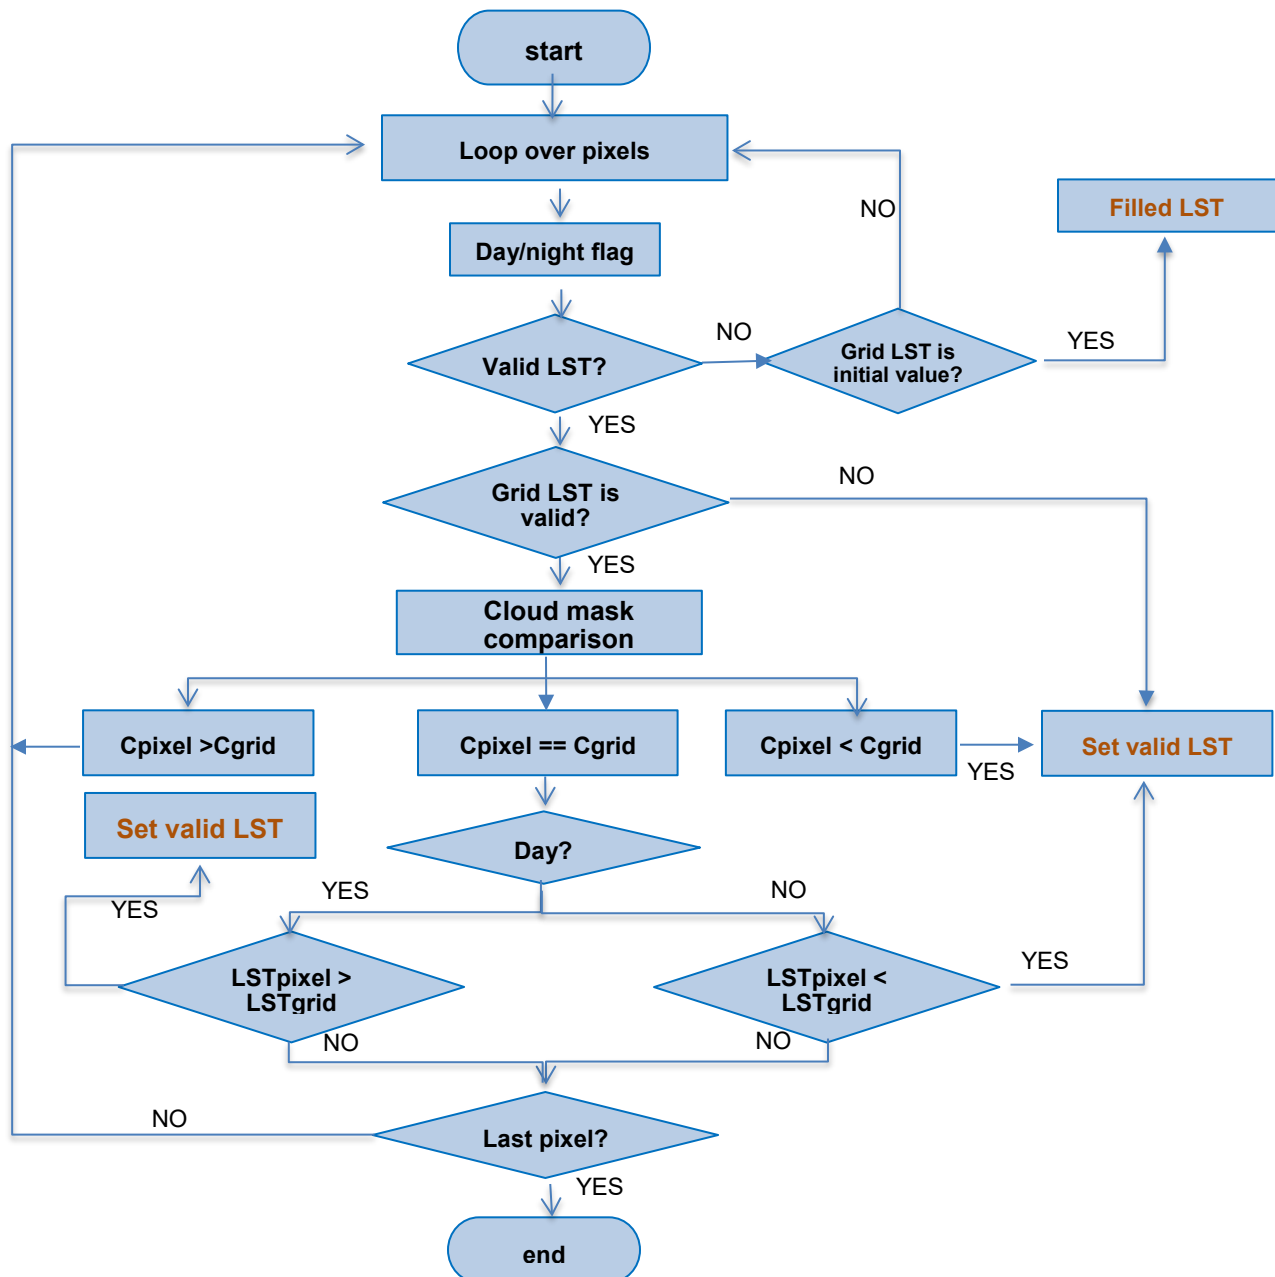 start
Loop over pixels
NO
Filled LST
Day/night flag
NO
YES
Valid LST?
Grid LST is
initial value?
YES
NO
Grid LST is
valid?
YES
Cloud mask
comparison
Cpixel >Cgrid
Cpixel == Cgrid
Cpixel < Cgrid
YES
Set valid LST
Set valid LST
Day?
YES
YES
NO
LSTpixel >
LSTgrid
LSTpixel <
LSTgrid
YES
NO
NO
NO
Last pixel?
YES
end